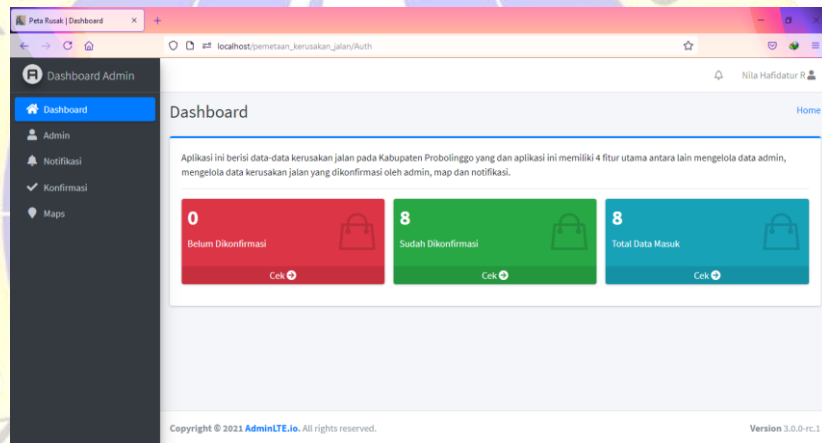 Peta Rusak | Dashboard
localhost/pemetaan_kerusakan_jalan/Auth
Dashboard Admin
Nila Hafidatur R
Dashboard
Admin
Notifikasi
Konfirmasi
Maps
Dashboard
Home
Aplikasi ini berisi data-data kerusakan jalan pada Kabupaten Probolinggo yang dan aplikasi ini memiliki 4 fitur utama antara lain mengelola data admin,
mengelola data kerusakan jalan yang dikonfirmasi oleh admin, map dan notifikasi.
0
Belum Dikonfirmasi
Cek
8
Sudah Dikonfirmasi
Cek
8
Total Data Masuk
Cek
Copyright © 2021 AdminLTE.io. All rights reserved.
Version 3.0.0-rc.1